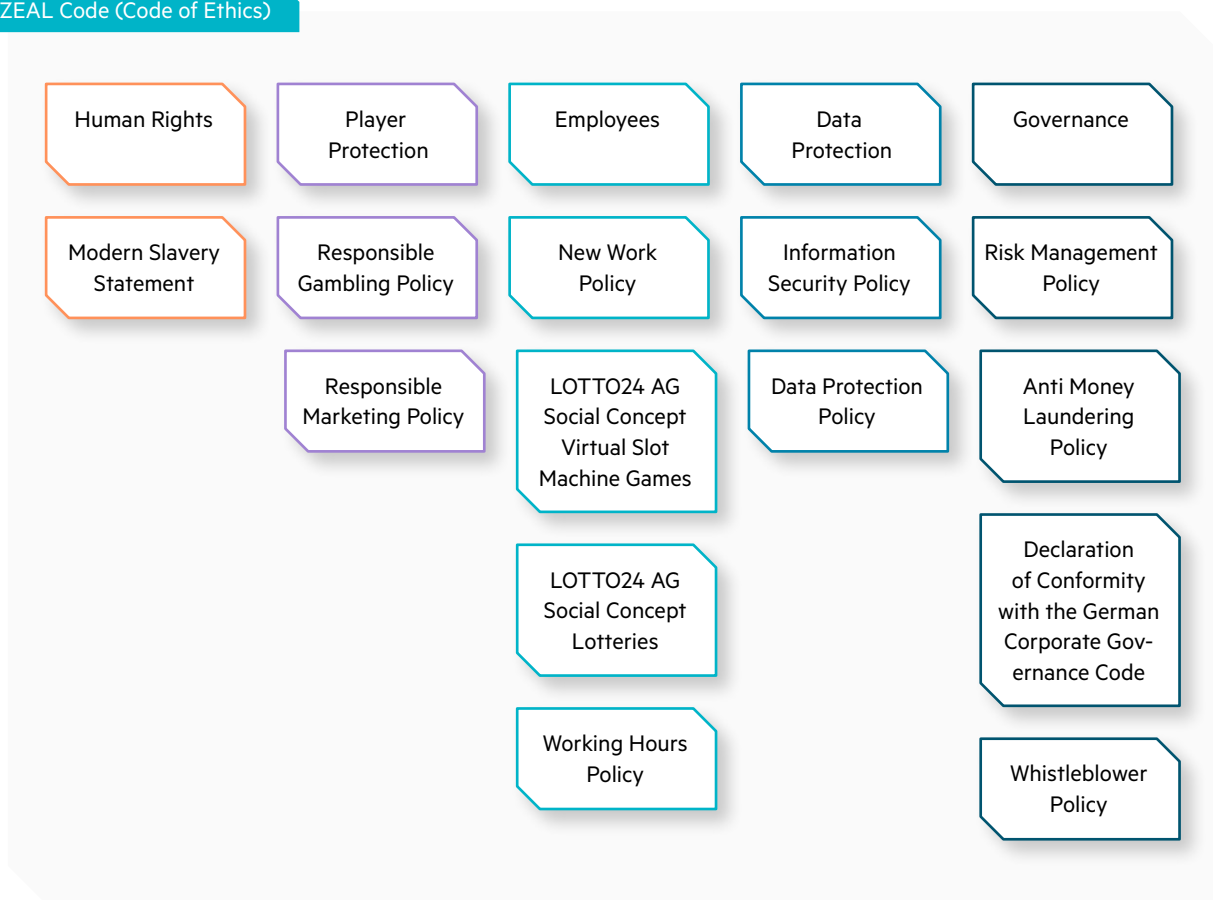 ZEAL Code (Code of Ethics)
Human Rights
Player
Protection
Employees
Data
Protection
Governance
Modern Slavery
Statement
Responsible
Gambling Policy
New Work
Policy
Information
Security Policy
Risk Management
Policy
Responsible
Marketing Policy
LOTTO24 AG
Social Concept
Virtual Slot
Machine Games
Data Protection
Policy
Anti Money
Laundering
Policy
LOTTO24 AG
Social Concept
Lotteries
Declaration
of Conformity
with the German
Corporate Gov-
ernance Code
Working Hours
Policy
Whistleblower
Policy